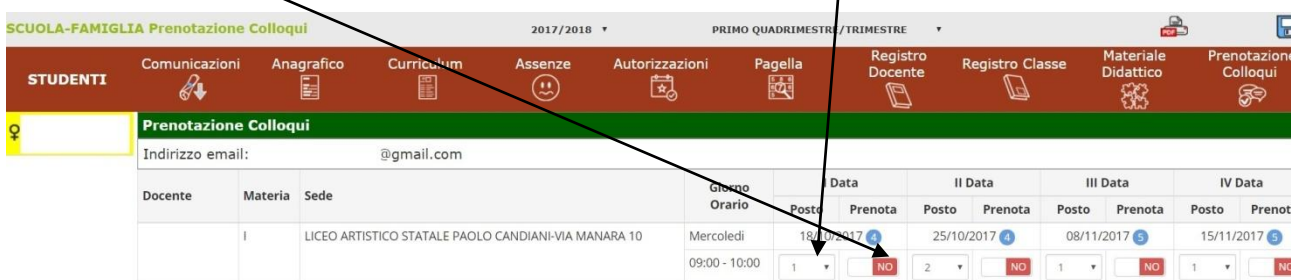 SCUOLA-FAMIGLIA Prenotazione Colloqui 2017/2018 PRIMO QUADRIMESTRE/TRIMESTRE PDF
STUDENTI Comunicazioni Anagrafico Curriculum Assenze Autorizzazioni Pagella Registro Docente Registro Classe Materiale Didattico Prenotazione Colloqui
Prenotazione Colloqui
Indirizzo email: @gmail.com
Docente Materia Sede Giorno Orario I Data II Data III Data IV Data
Posto Prenota Posto Prenota Posto Prenota Posto Prenot
I LICEO ARTISTICO STATALE PAOLO CANDIANI-VIA MANARA 10 Mercoledi 18/10/2017 4 25/10/2017 4 08/11/2017 5 15/11/2017 5
09:00 - 10:00 1 NO 2 NO 1 NO 1 NO